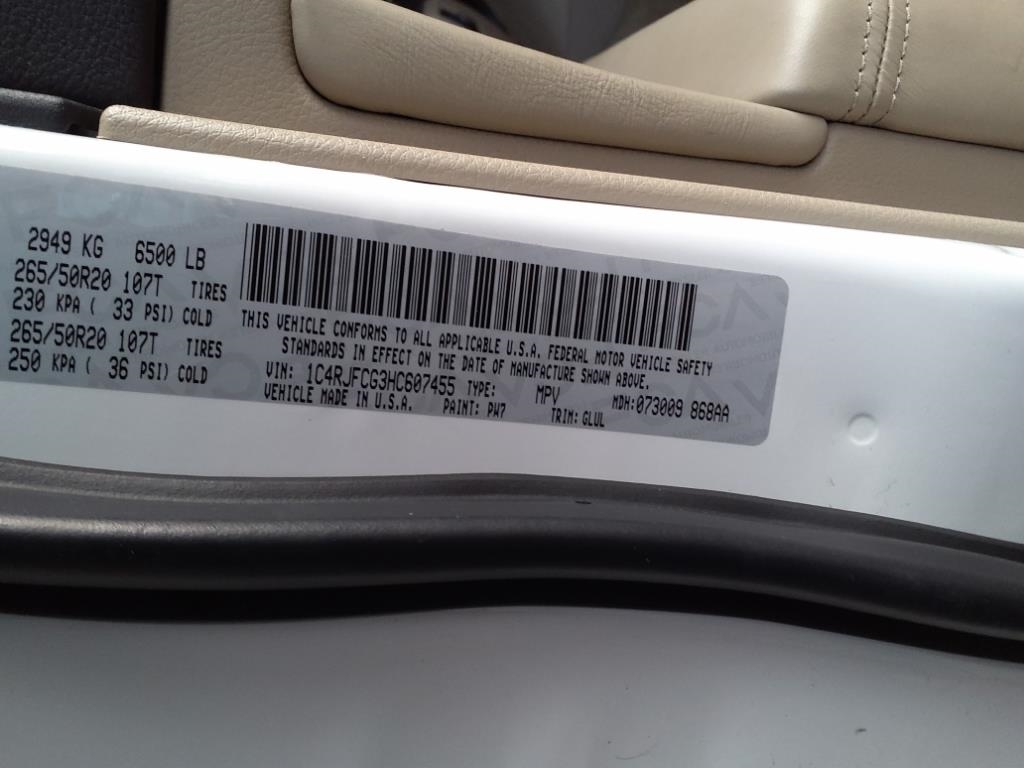 2949 KG 6500 LB
265/50R20 107T TIRES
230 KPA ( 33 PSI) COLD
265/50R20 107T TIRES
250 KPA ( 36 PSI) COLD
THIS VEHICLE CONFORMS TO ALL APPLICABLE U.S.A. FEDERAL MOTOR VEHICLE SAFETY
STANDARDS IN EFFECT ON THE DATE OF MANUFACTURE SHOWN ABOVE.
VIN: 1C4RJFCG3HC607455 TYPE: MPV MDH:073009 868AA
VEHICLE MADE IN U.S.A. PAINT: PW7 TRIM: GLUL